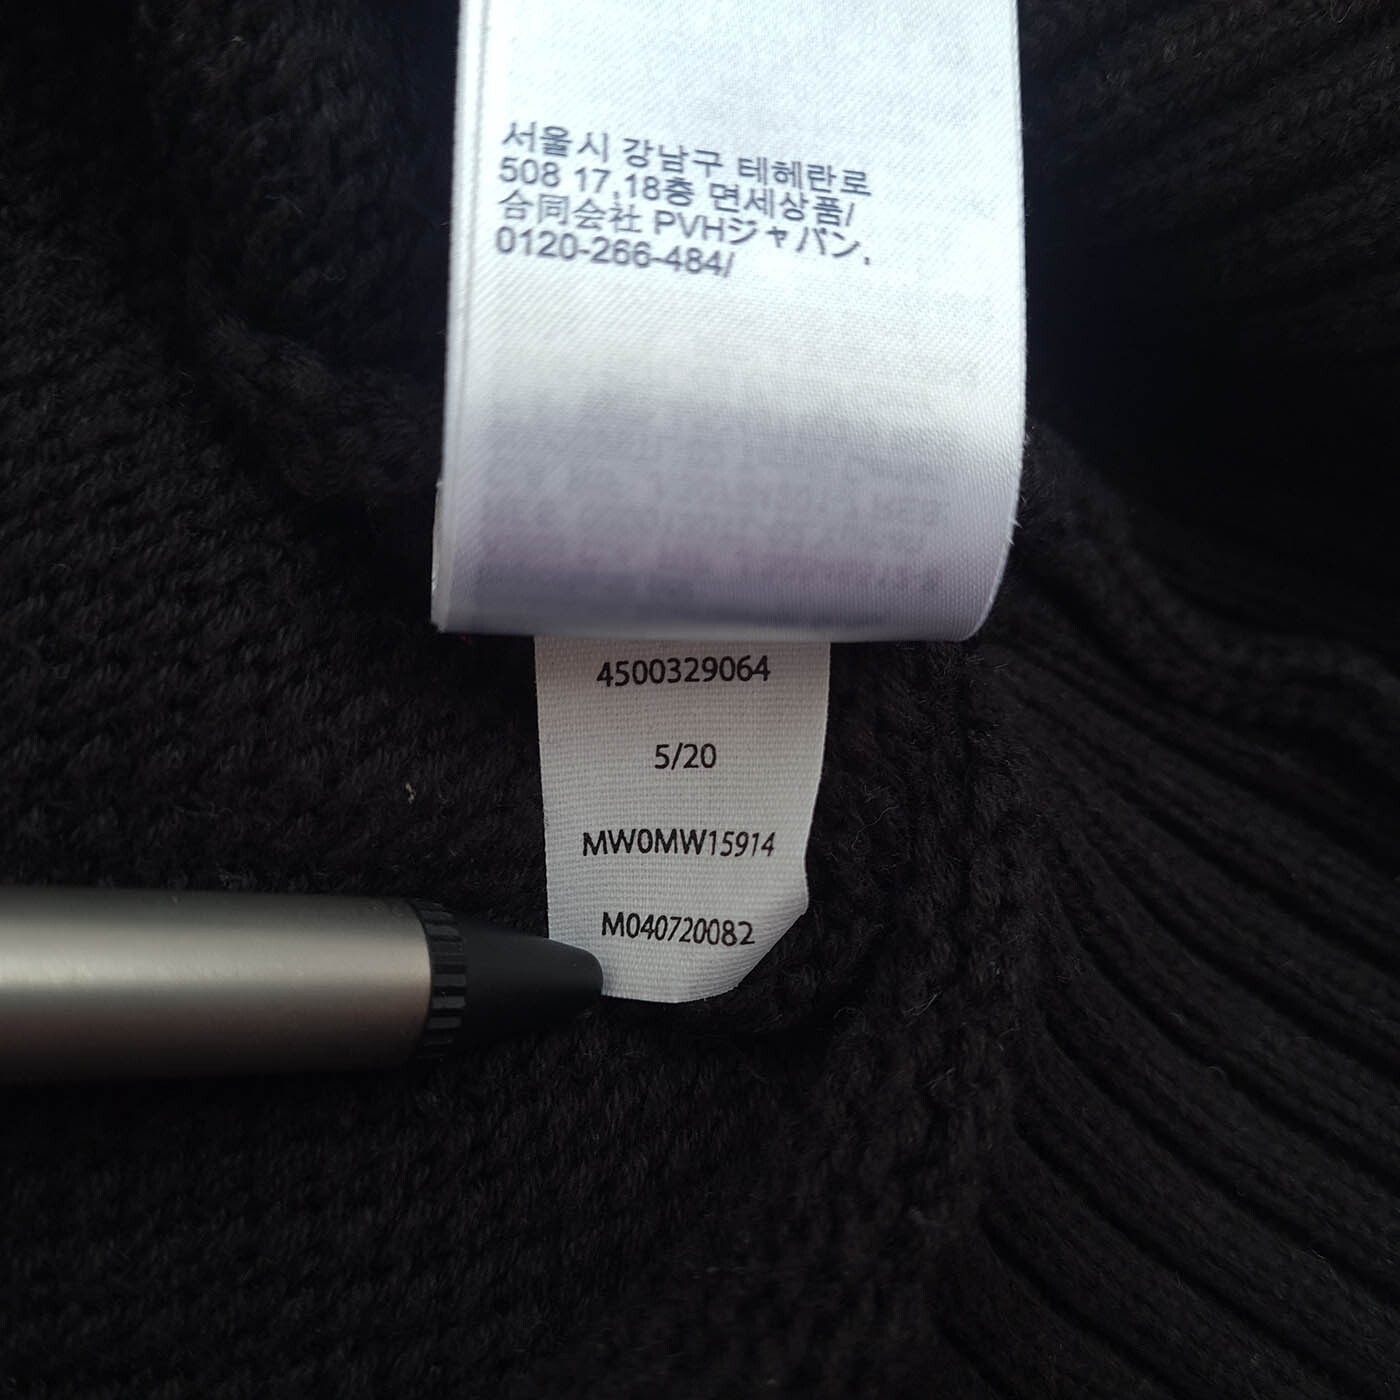 서울시 강남구 테헤란로
508 17,18층 면세상품/
合同会社 PVHジャパン,
0120-266-484/
4500329064
5/20
MW0MW15914
M040720082